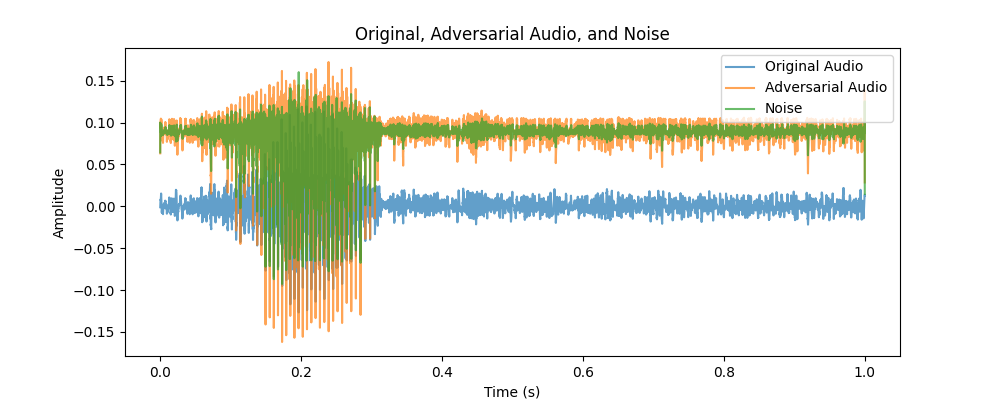 Original, Adversarial Audio, and Noise
Original Audio
Adversarial Audio
Noise
Amplitude
0.15
0.10
0.05
0.00
−0.05
−0.10
−0.15
0.0 0.2 0.4 0.6 0.8 1.0
Time (s)